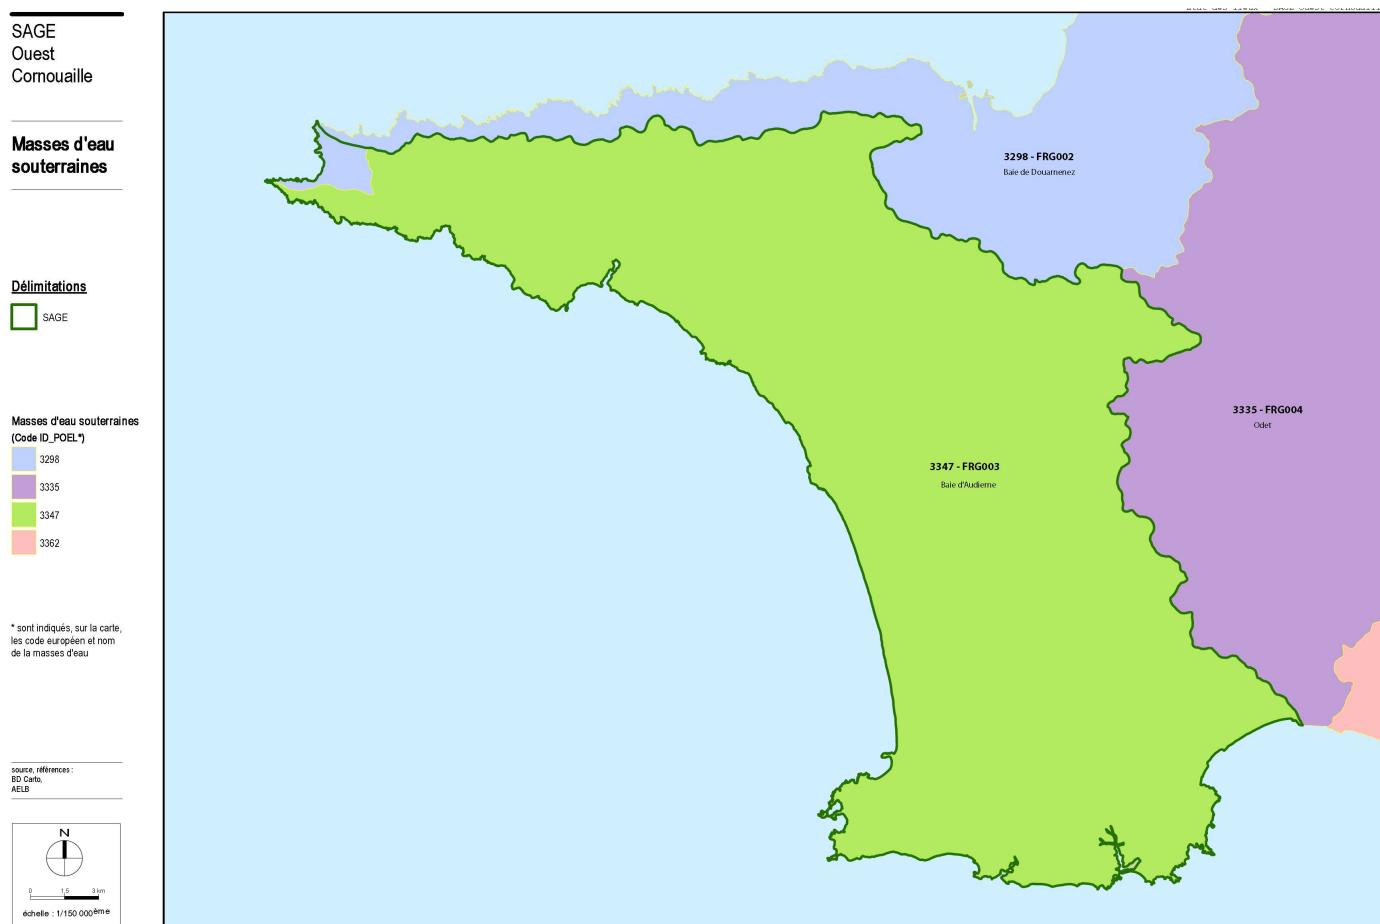 SAGE
Ouest
Cornouaille
Masses d'eau
souterraines
Délimitations
SAGE
Masses d'eau souterraines
(Code ID_POEL*)
3298
3335
3347
3362
* sont indiqués, sur la carte,
les code européen et nom
de la masses d'eau
source, références :
BD Carto,
AELB
N
0 1,5 3 km
échelle : 1/150 000ème
3298 - FRG002
Baie de Douarnenez
3335 - FRG004
Odet
3347 - FRG003
Baie d'Audierne